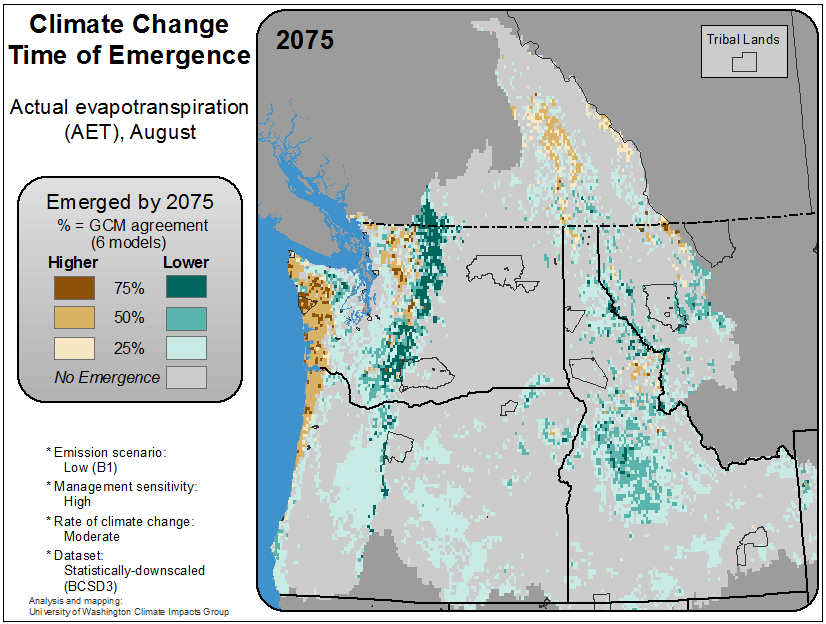 Climate Change
Time of Emergence
Actual evapotranspiration
(AET), August
Emerged by 2075
% = GCM agreement
(6 models)
Higher Lower
75%
50%
25%
No Emergence
* Emission scenario:
Low (B1)
* Management sensitivity:
High
* Rate of climate change:
Moderate
* Dataset:
Statistically-downscaled
(BCSD3)
Analysis and mapping:
University of Washington Climate Impacts Group
2075
Tribal Lands